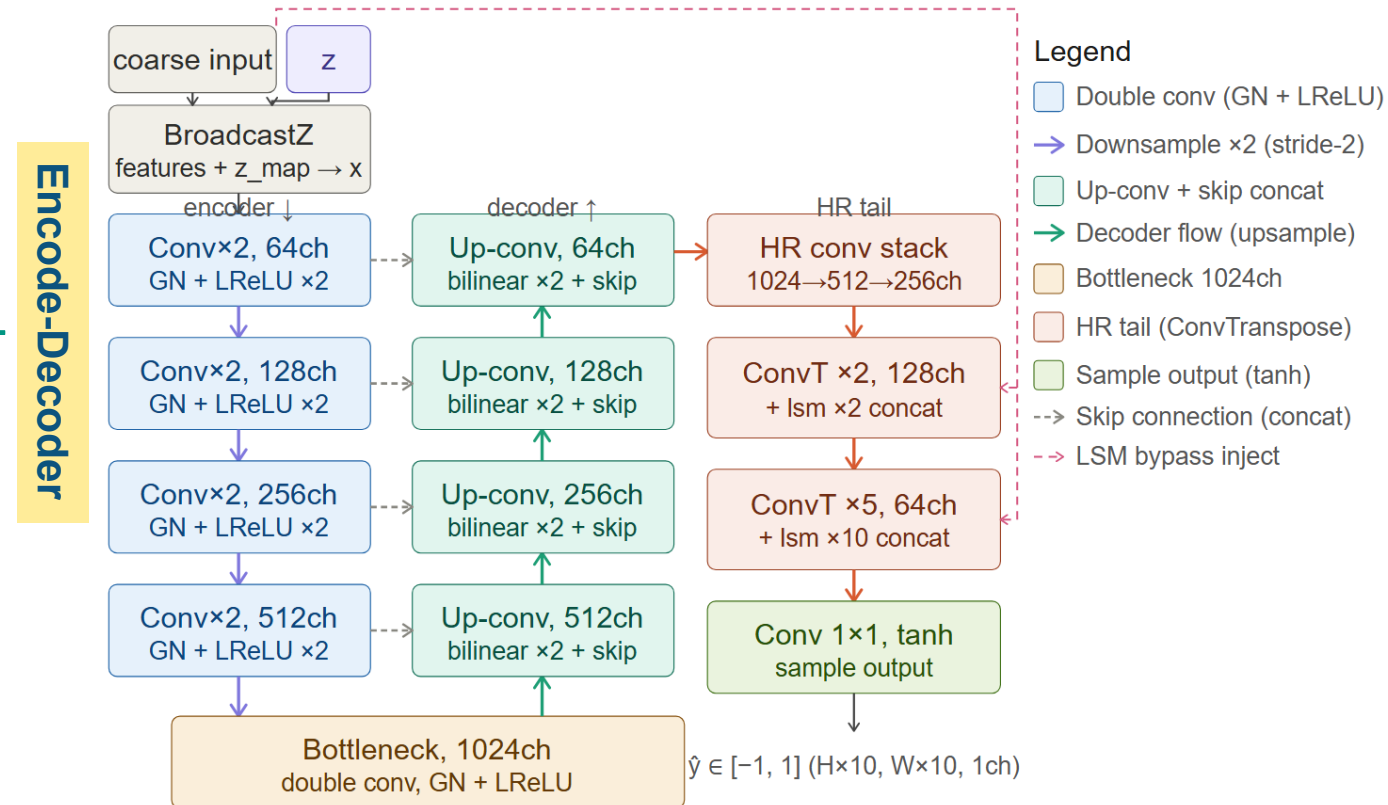 Encode-Decoder
coarse input
z
BroadcastZ
features + z_map → x
encoder ↓
Conv×2, 64ch
GN + LReLU ×2
Conv×2, 128ch
GN + LReLU ×2
Conv×2, 256ch
GN + LReLU ×2
Conv×2, 512ch
GN + LReLU ×2
Bottleneck, 1024ch
double conv, GN + LReLU
decoder ↑
Up-conv, 64ch
bilinear ×2 + skip
Up-conv, 128ch
bilinear ×2 + skip
Up-conv, 256ch
bilinear ×2 + skip
Up-conv, 512ch
bilinear ×2 + skip
HR tail
HR conv stack
1024→512→256ch
ConvT ×2, 128ch
+ lsm ×2 concat
ConvT ×5, 64ch
+ lsm ×10 concat
Conv 1×1, tanh
sample output
ŷ ∈ [−1, 1] (H×10, W×10, 1ch)
Legend
Double conv (GN + LReLU)
Downsample ×2 (stride-2)
Up-conv + skip concat
Decoder flow (upsample)
Bottleneck 1024ch
HR tail (ConvTranspose)
Sample output (tanh)
Skip connection (concat)
LSM bypass inject